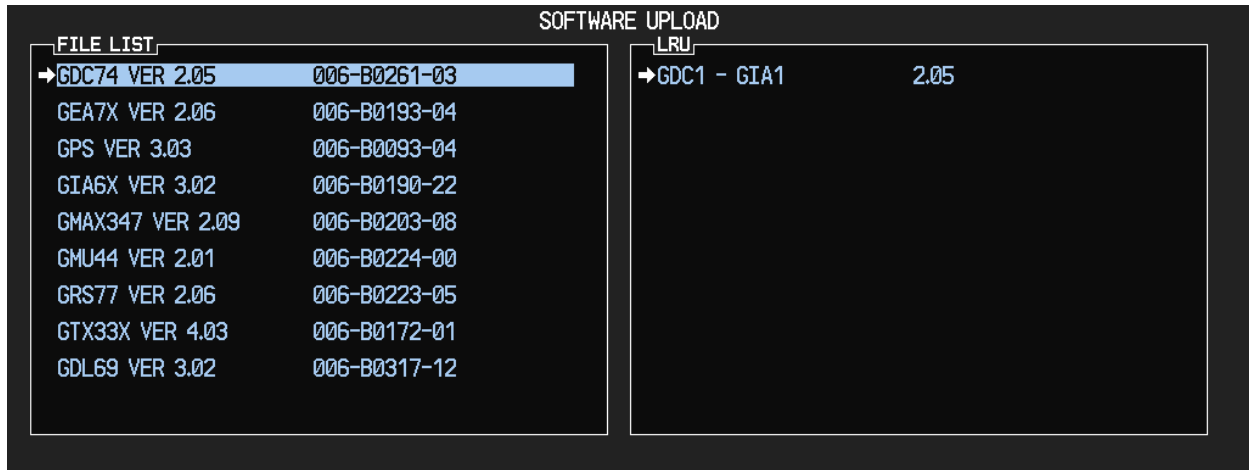 SOFTWARE UPLOAD
FILE LIST
GDC74 VER 2.05 006-B0261-03
GEA7X VER 2.06 006-B0193-04
GPS VER 3.03 006-B0093-04
GIA6X VER 3.02 006-B0190-22
GMAX347 VER 2.09 006-B0203-08
GMU44 VER 2.01 006-B0224-00
GRS77 VER 2.06 006-B0223-05
GTX33X VER 4.03 006-B0172-01
GDL69 VER 3.02 006-B0317-12
LRU
GDC1 - GIA1 2.05